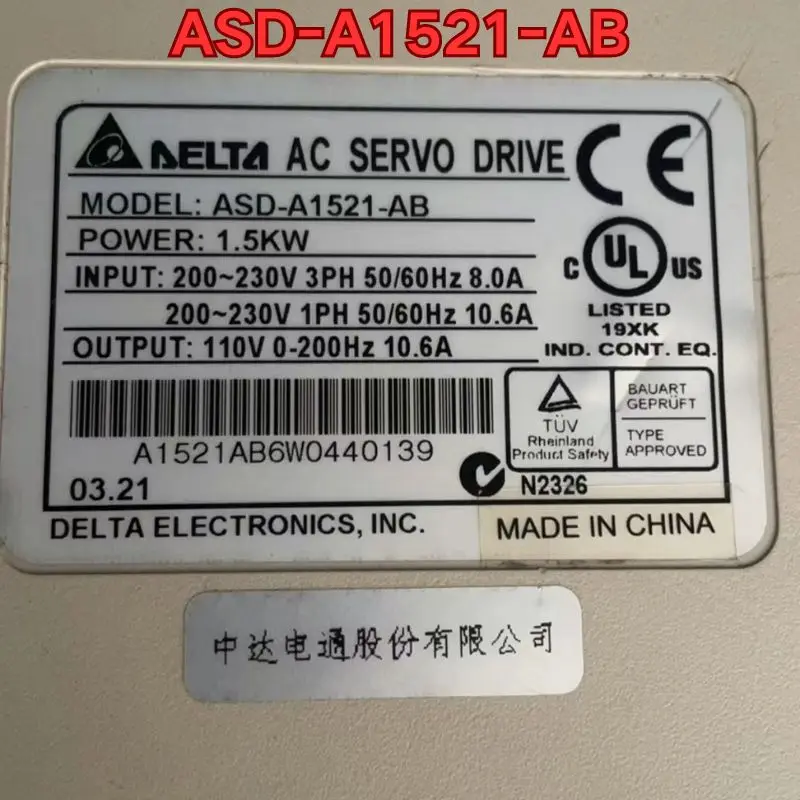 ASD-A1521-AB
DELTA AC SERVO DRIVE
CE
MODEL: ASD-A1521-AB
POWER: 1.5KW
INPUT: 200~230V 3PH 50/60Hz 8.0A
200~230V 1PH 50/60Hz 10.6A
OUTPUT: 110V 0-200Hz 10.6A
C UL US
LISTED
19XK
IND. CONT. EQ.
A1521AB6W0440139
03.21
TÜV
Rheinland
Product Safety
BAUART
GEPRÜFT
TYPE
APPROVED
N2326
DELTA ELECTRONICS, INC.
MADE IN CHINA
中达电通股份有限公司